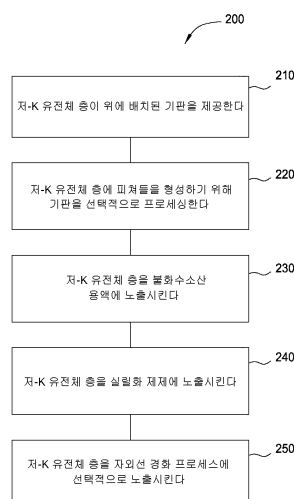 200
210
저-K 유전체 층이 위에 배치된 기판을 제공한다
220
저-K 유전체 층에 피쳐들을 형성하기 위해
기판을 선택적으로 프로세싱한다
230
저-K 유전체 층을 불화수소산
용액에 노출시킨다
240
저-K 유전체 층을 실릴화 제제에 노출시킨다
250
저-K 유전체 층을 자외선 경화 프로세스에
선택적으로 노출시킨다